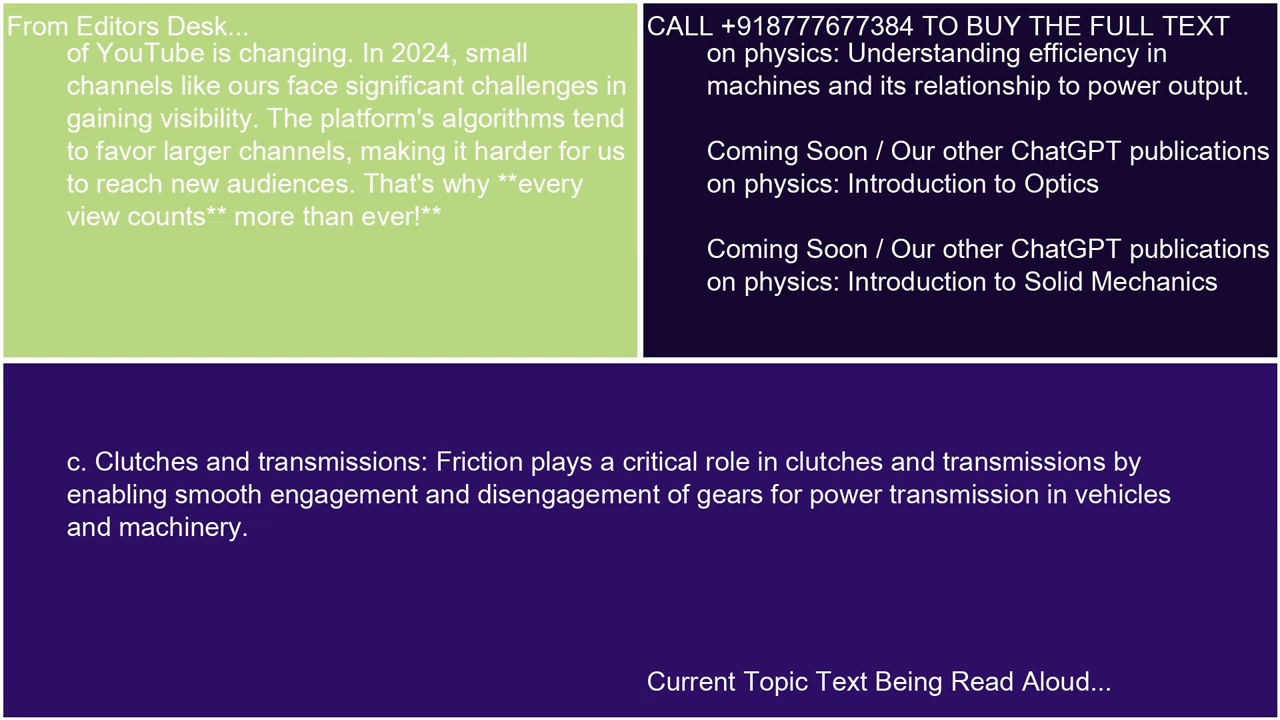 From Editors Desk...
of YouTube is changing. In 2024, small
channels like ours face significant challenges in
gaining visibility. The platform's algorithms tend
to favor larger channels, making it harder for us
to reach new audiences. That's why **every
view counts** more than ever!**
CALL +918777677384 TO BUY THE FULL TEXT
on physics: Understanding efficiency in
machines and its relationship to power output.
Coming Soon / Our other ChatGPT publications
on physics: Introduction to Optics
Coming Soon / Our other ChatGPT publications
on physics: Introduction to Solid Mechanics
c. Clutches and transmissions: Friction plays a critical role in clutches and transmissions by
enabling smooth engagement and disengagement of gears for power transmission in vehicles
and machinery.
Current Topic Text Being Read Aloud...